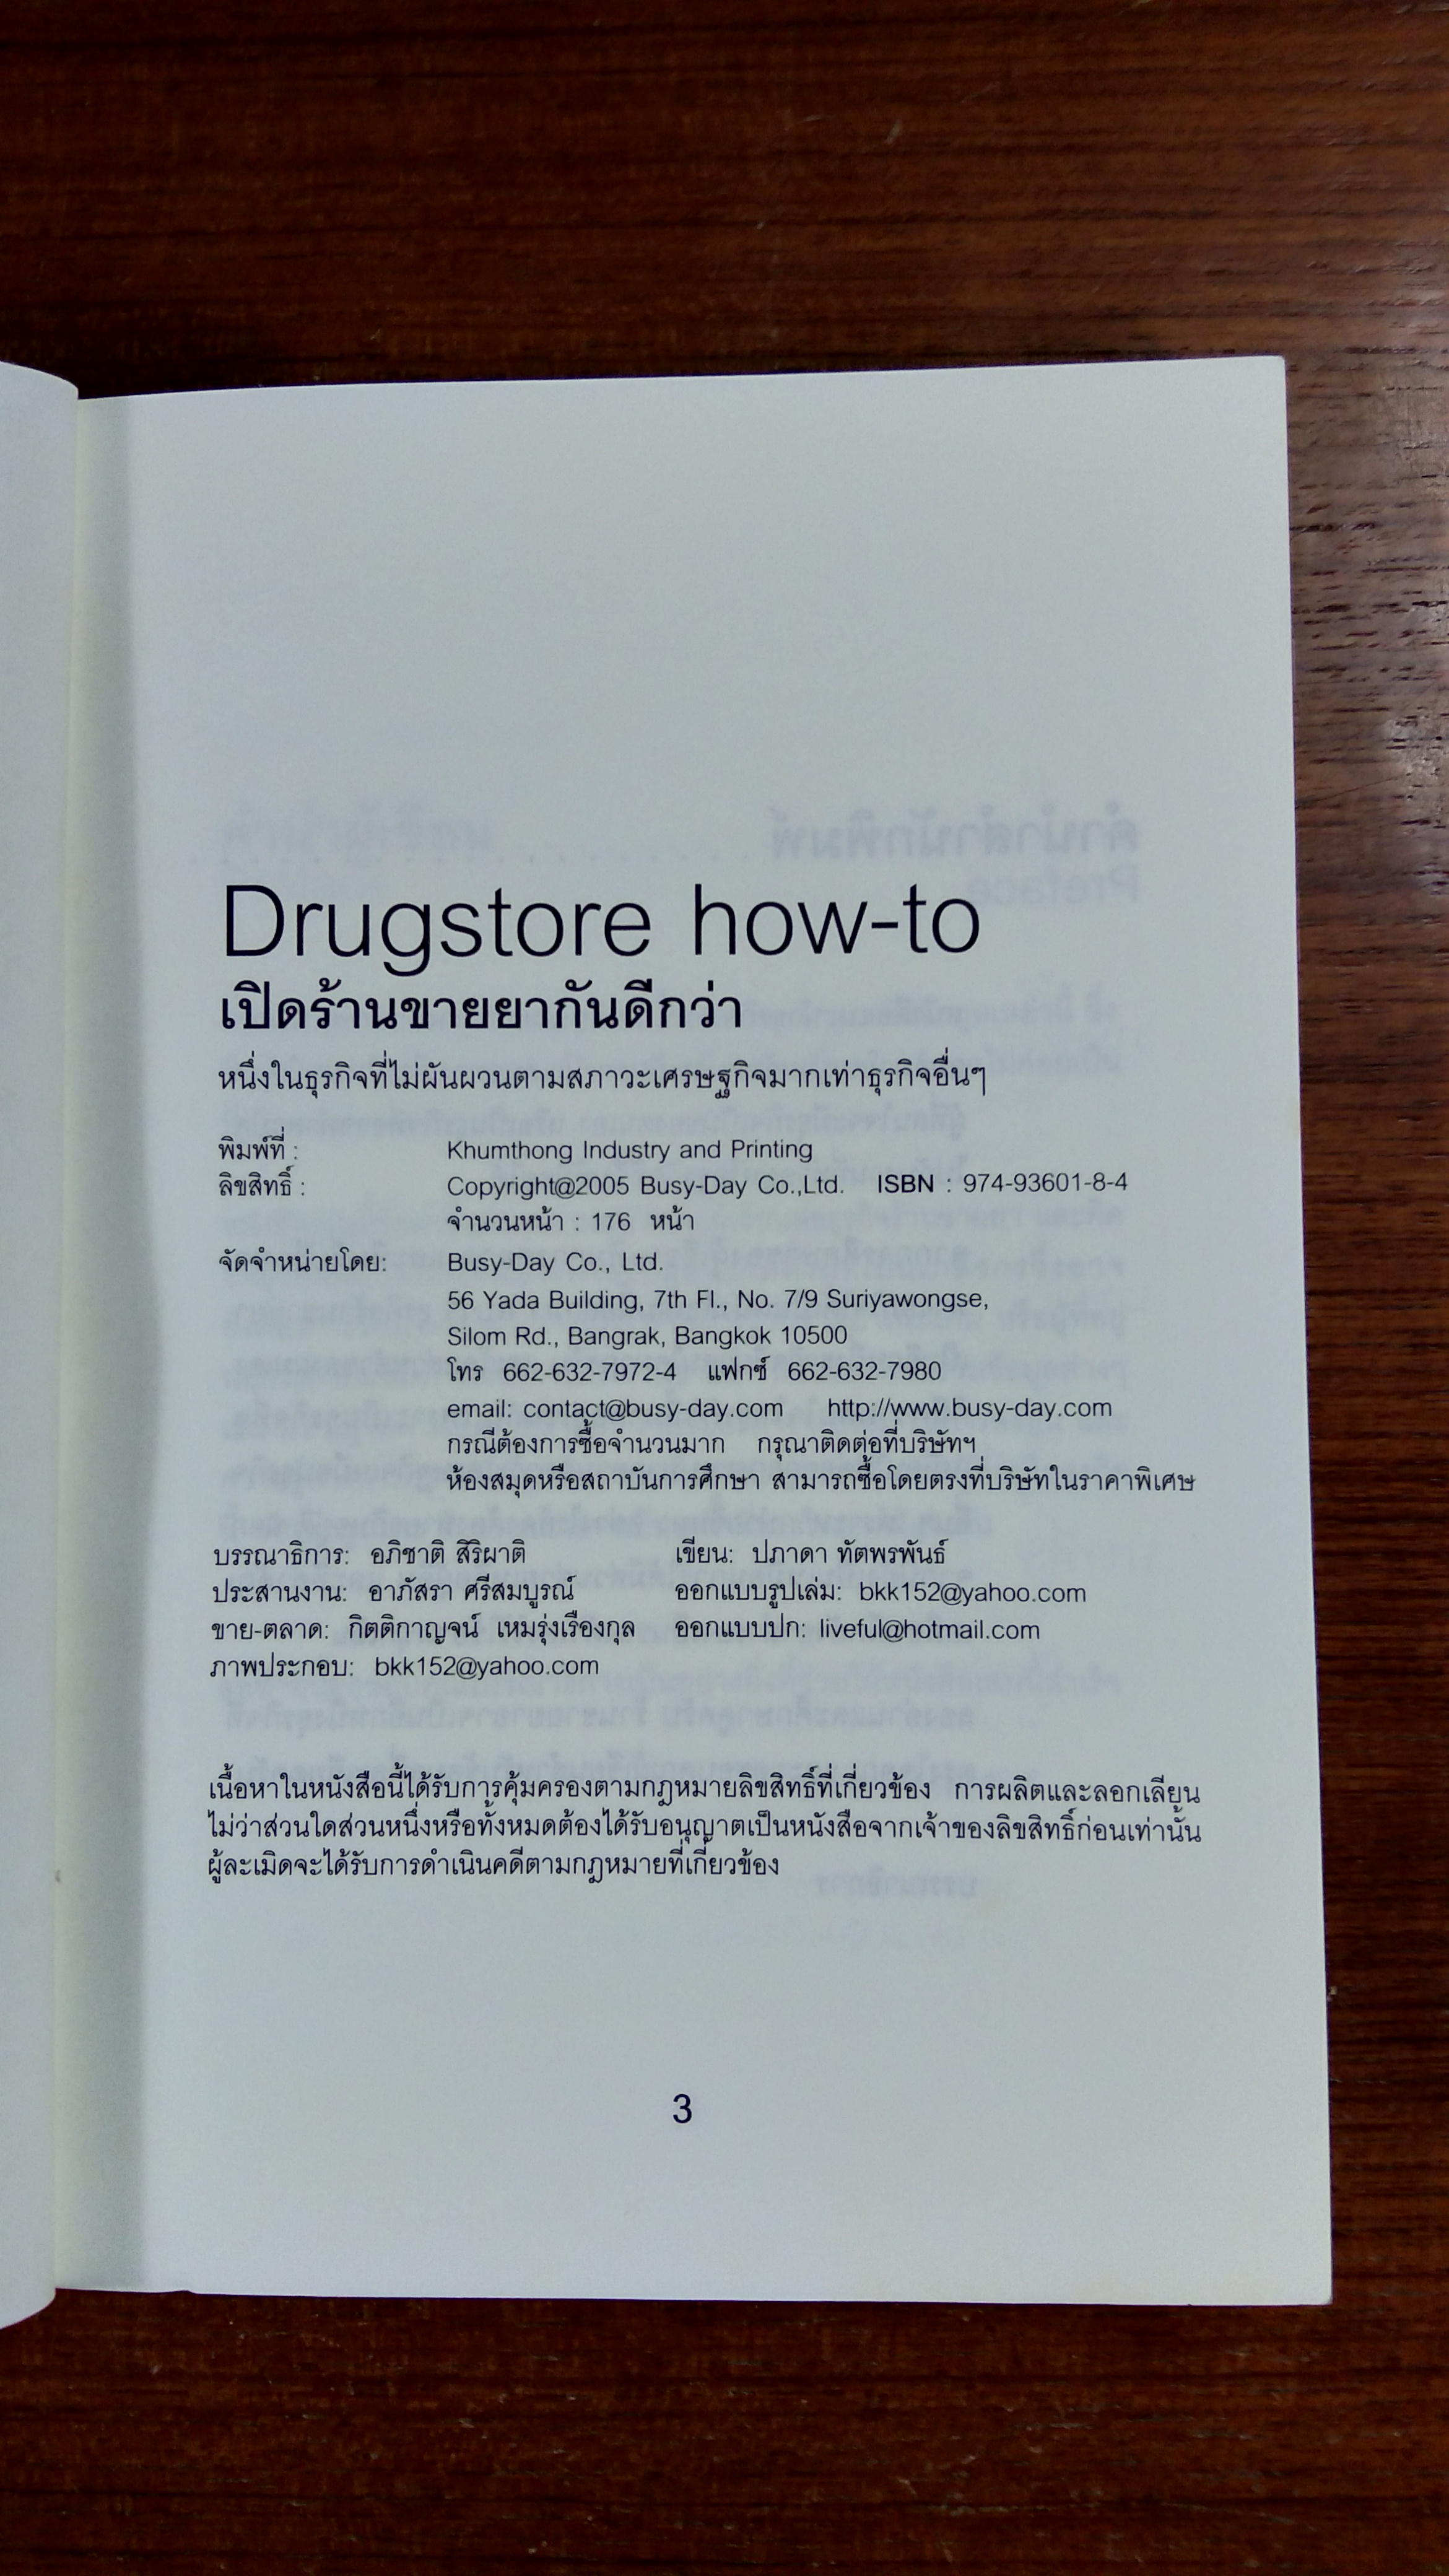 Drugstore how-to
เปิดร้านขายยากันดีกว่า
หนึ่งในธุรกิจที่ไม่ผันผวนตามสภาวะเศรษฐกิจมากเท่าธุรกิจอื่นๆ
พิมพ์ที่ : Khumthong Industry and Printing
ลิขสิทธิ์ : Copyright@2005 Busy-Day Co.,Ltd. ISBN : 974-93601-8-4
จำนวนหน้า : 176 หน้า
จัดจำหน่ายโดย: Busy-Day Co., Ltd.
56 Yada Building, 7th Fl., No. 7/9 Suriyawongse,
Silom Rd., Bangrak, Bangkok 10500
โทร 662-632-7972-4 แฟกซ์ 662-632-7980
email: contact@busy-day.com http://www.busy-day.com
กรณีต้องการซื้อจำนวนมาก กรุณาติดต่อที่บริษัทฯ
ห้องสมุดหรือสถาบันการศึกษา สามารถซื้อโดยตรงที่บริษัทในราคาพิเศษ
บรรณาธิการ: อภิชาติ สิริผาติ เขียน: ปภาดา ทัตพรพันธ์
ประสานงาน: อาภัสรา ศรีสมบูรณ์ ออกแบบรูปเล่ม: bkk152@yahoo.com
ขาย-ตลาด: กิตติกาญจน์ เหมรุ่งเรืองกุล ออกแบบปก: liveful@hotmail.com
ภาพประกอบ: bkk152@yahoo.com
เนื้อหาในหนังสือนี้ได้รับการคุ้มครองตามกฎหมายลิขสิทธิ์ที่เกี่ยวข้อง การผลิตและลอกเลียน
ไม่ว่าส่วนใดส่วนหนึ่งหรือทั้งหมดต้องได้รับอนุญาตเป็นหนังสือจากเจ้าของลิขสิทธิ์ก่อนเท่านั้น
ผู้ละเมิดจะได้รับการดำเนินคดีตามกฎหมายที่เกี่ยวข้อง
3